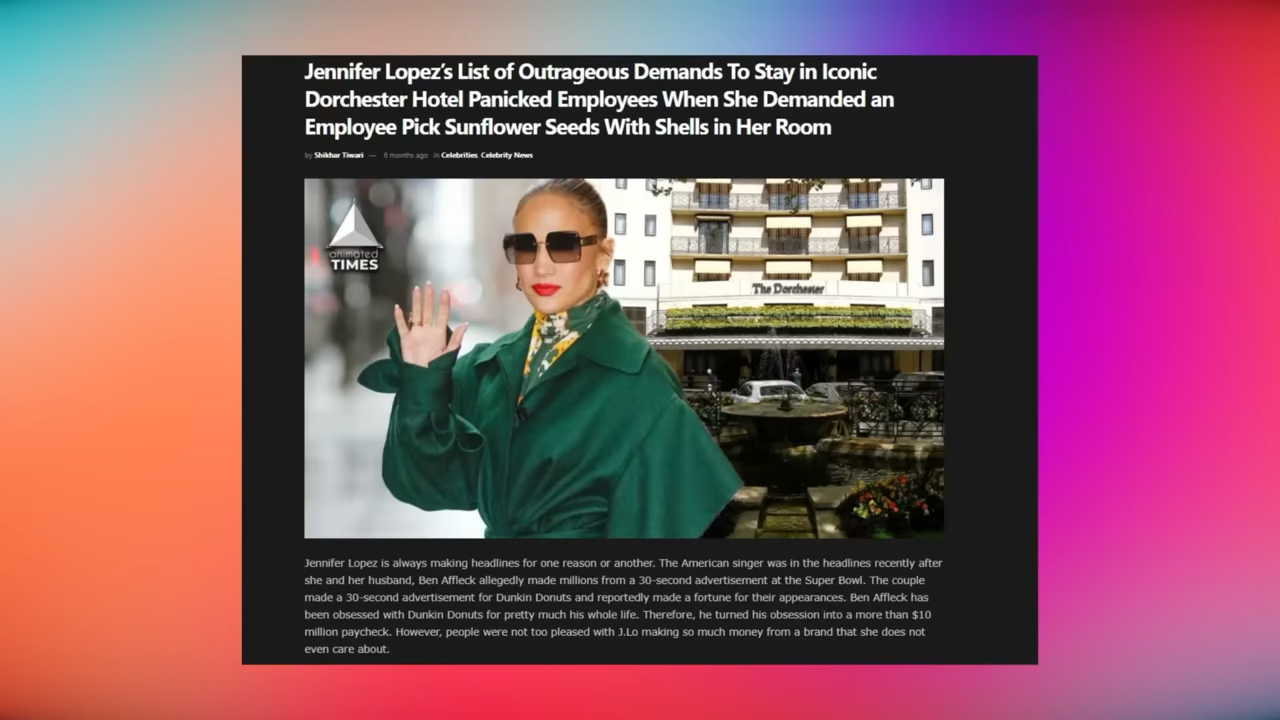 Jennifer Lopez's List of Outrageous Demands To Stay in Iconic
Dorchester Hotel Panicked Employees When She Demanded an
Employee Pick Sunflower Seeds With Shells in Her Room
by Shikhar Tiwari — 8 months ago in Celebrities, Celebrity News
animated
TIMES
The Dorchester
Jennifer Lopez is always making headlines for one reason or another. The American singer was in the headlines recently after
she and her husband, Ben Affleck allegedly made millions from a 30-second advertisement at the Super Bowl. The couple
made a 30-second advertisement for Dunkin Donuts and reportedly made a fortune for their appearances. Ben Affleck has
been obsessed with Dunkin Donuts for pretty much his whole life. Therefore, he turned his obsession into a more than $10
million paycheck. However, people were not too pleased with J.Lo making so much money from a brand that she does not
even care about.